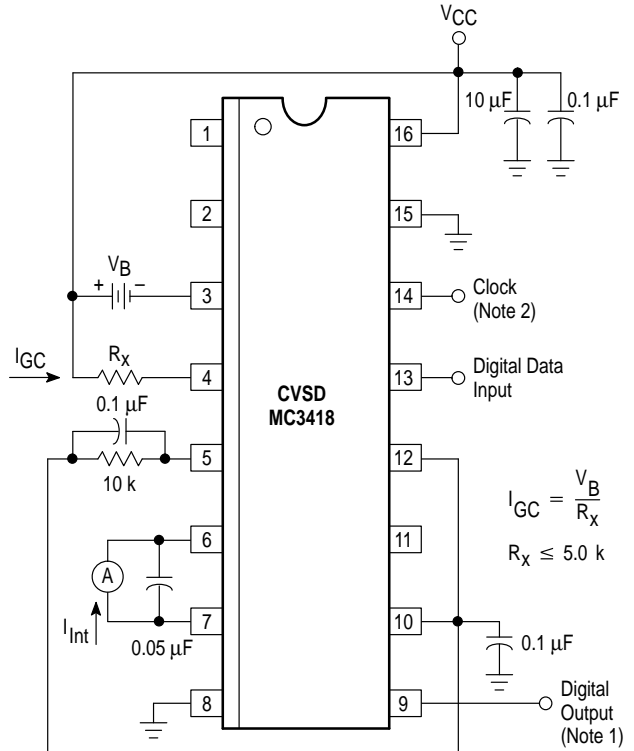 VCC
10 µF
0.1 µF
1
16
2
15
VB
+
−
3
14
Clock
(Note 2)
IGC
RX
4
13
Digital Data
Input
0.1 µF
CVSD
MC3418
5
12
10 k
IGC = VB
RX
RX ≤ 5.0 k
6
11
A
IInt
0.05 µF
7
10
0.1 µF
8
9
Digital
Output
(Note 1)